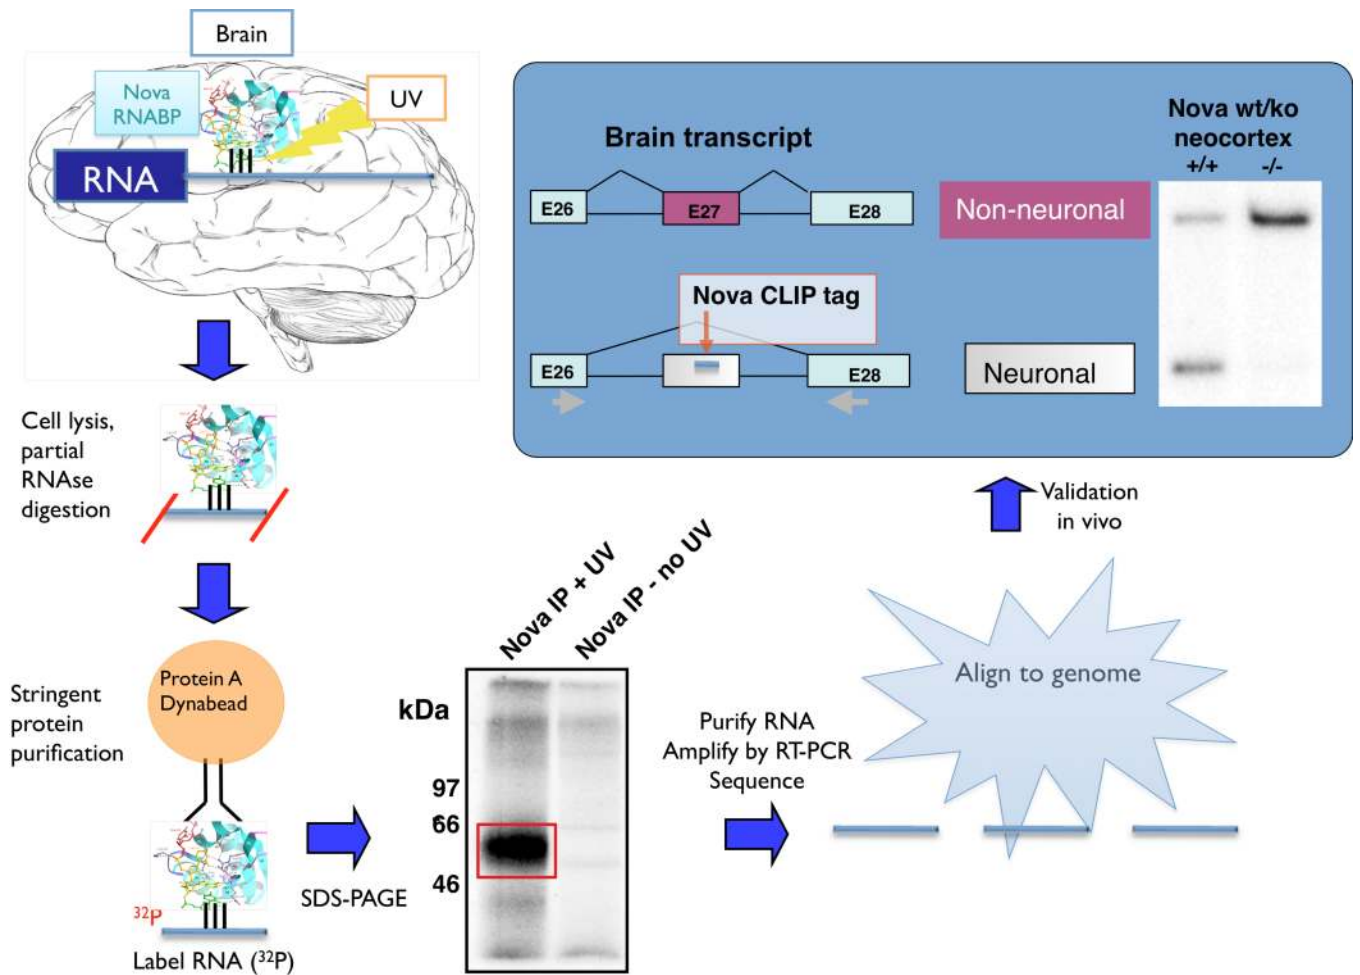 Brain
Nova
RNABP
UV
RNA
Cell lysis,
partial
RNAse
digestion
Stringent
protein
purification
Protein A
Dynabead
32P
Label RNA (³²P)
SDS-PAGE
Nova IP + UV
Nova IP - no UV
kDa
97
66
46
Purify RNA
Amplify by RT-PCR
Sequence
Align to genome
Validation
in vivo
Brain transcript
E26
E27
E28
Non-neuronal
Nova CLIP tag
E26
E28
Neuronal
Nova wt/ko
neocortex
+/+ -/-